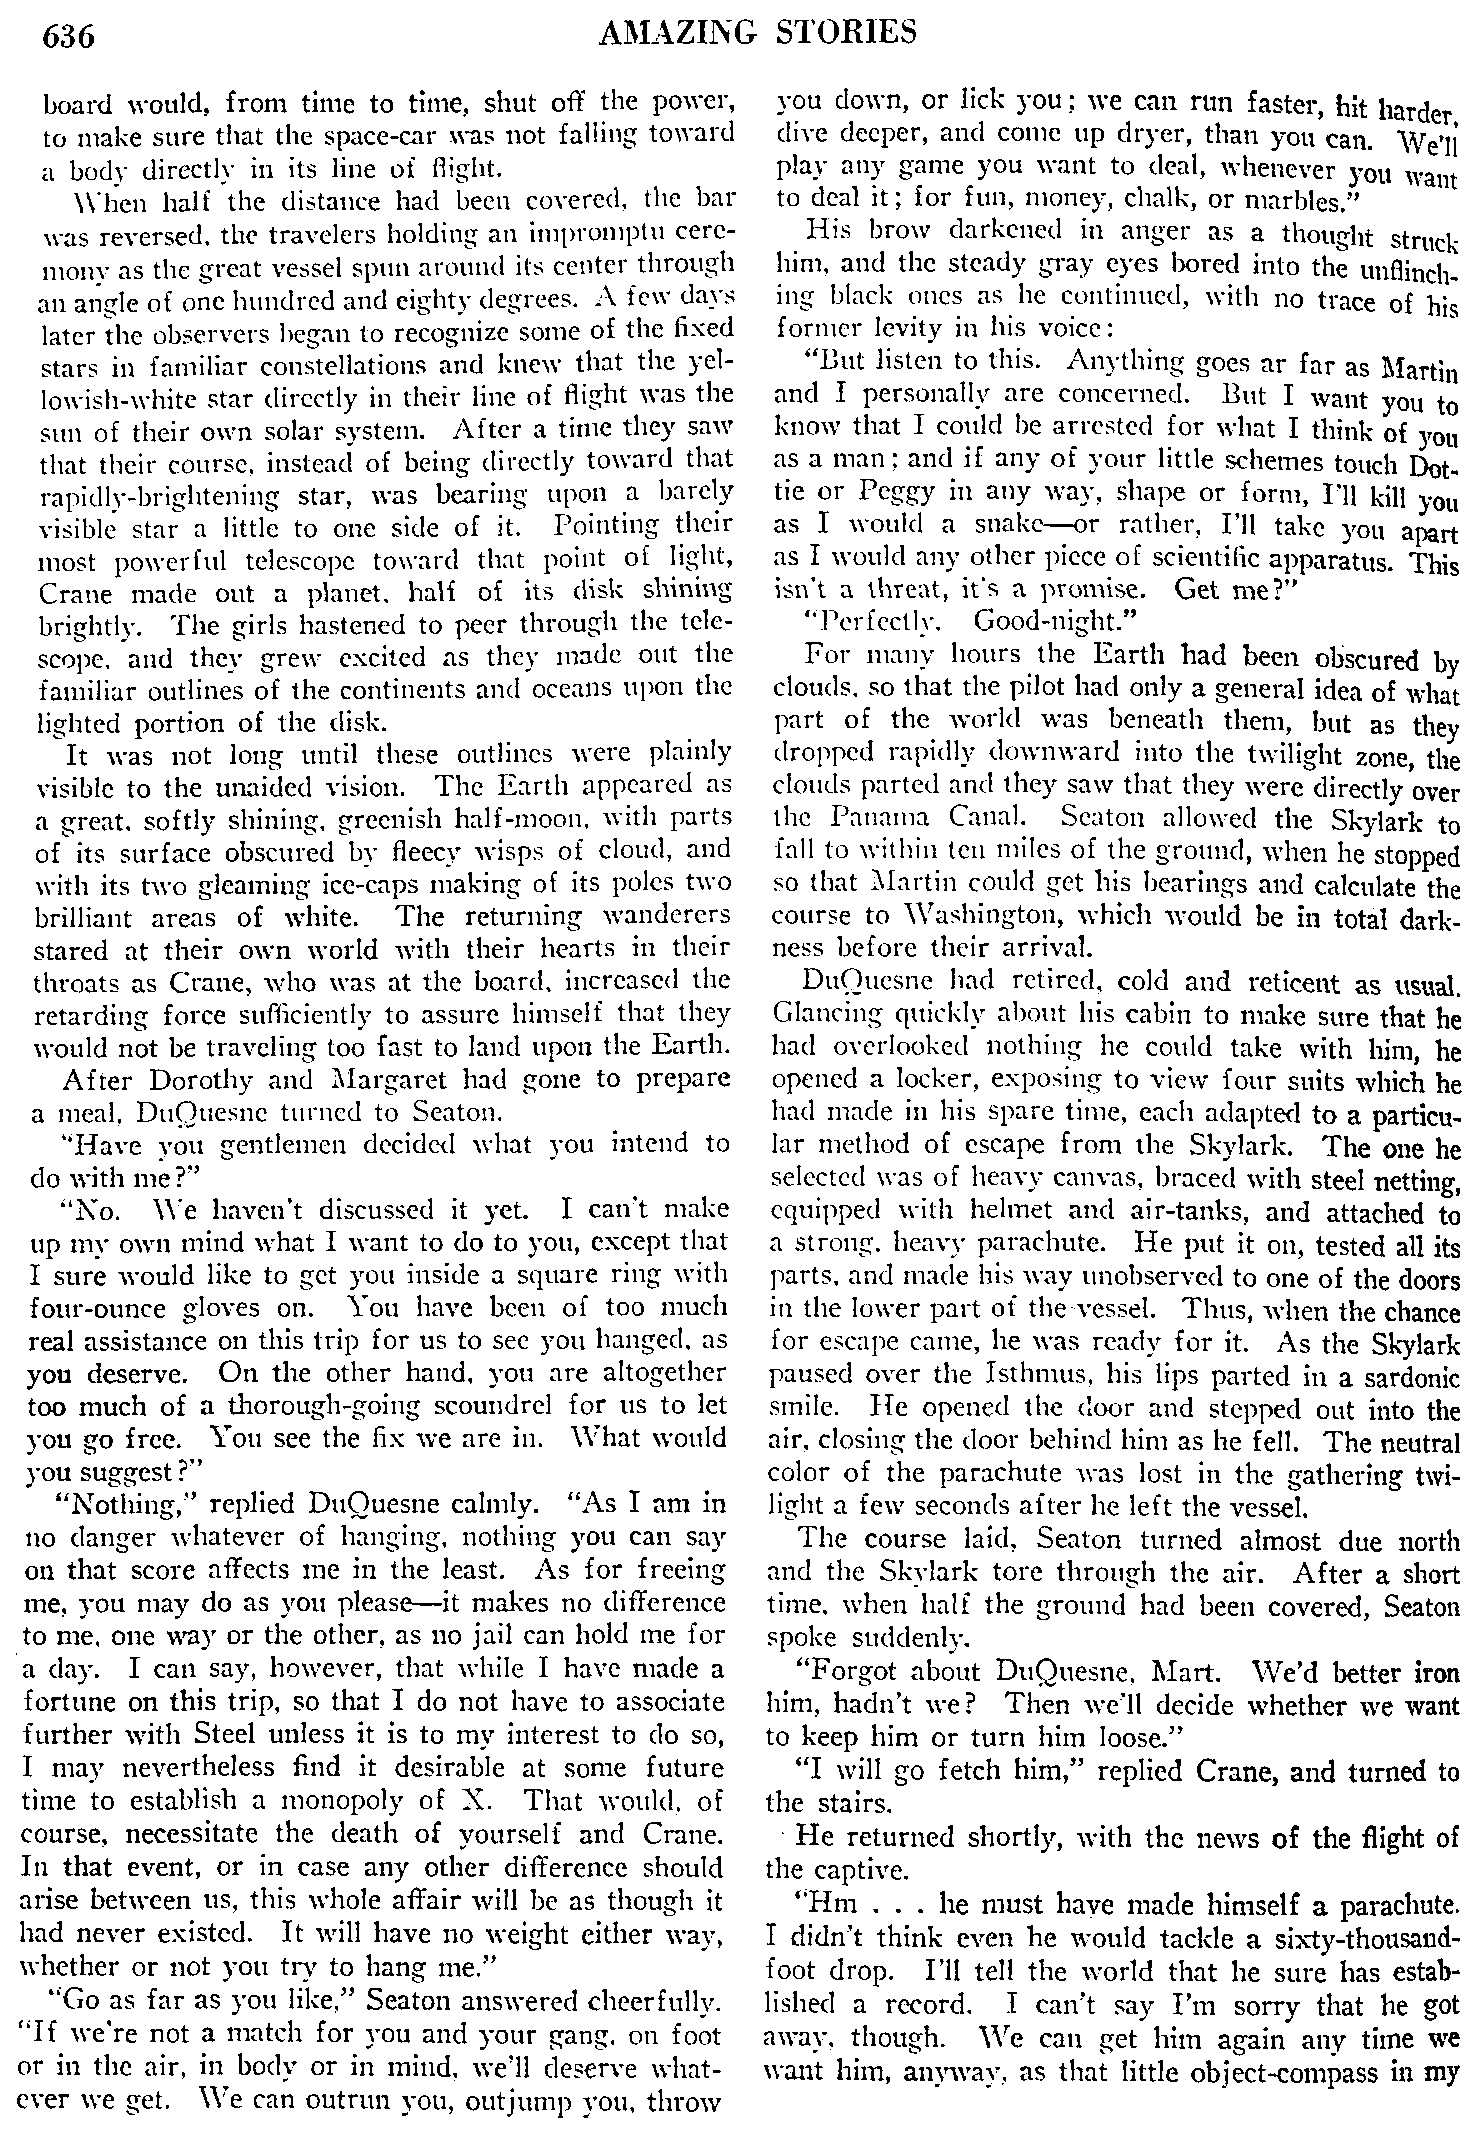 636
AMAZING STORIES
board would, from time to time, shut off the power,
to make sure that the space-car was not falling toward
a body directly in its line of flight.
When half the distance had been covered, the bar
was reversed, the travelers holding an impromptu cere-
mony as the great vessel spun around its center through
an angle of one hundred and eighty degrees. A few days
later the observers began to recognize some of the fixed
stars in familiar constellations and knew that the yel-
lowish-white star directly in their line of flight was the
sun of their own solar system. After a time they saw
that their course, instead of being directly toward that
rapidly-brightening star, was bearing upon a barely
visible star a little to one side of it. Pointing their
most powerful telescope toward that point of light,
Crane made out a planet, half of its disk shining
brightly. The girls hastened to peer through the tele-
scope, and they grew excited as they made out the
familiar outlines of the continents and oceans upon the
lighted portion of the disk.
It was not long until these outlines were plainly
visible to the unaided vision. The Earth appeared as
a great, softly shining, greenish half-moon, with parts
of its surface obscured by fleecy wisps of cloud, and
with its two gleaming ice-caps making of its poles two
brilliant areas of white. The returning wanderers
stared at their own world with their hearts in their
throats as Crane, who was at the board, increased the
retarding force sufficiently to assure himself that they
would not be traveling too fast to land upon the Earth.
After Dorothy and Margaret had gone to prepare
a meal, DuQuesne turned to Seaton.
"Have you gentlemen decided what you intend to
do with me?"
"No. We haven't discussed it yet. I can't make
up my own mind what I want to do to you, except that
I sure would like to get you inside a square ring with
four-ounce gloves on. You have been of too much
real assistance on this trip for us to see you hanged, as
you deserve. On the other hand, you are altogether
too much of a thorough-going scoundrel for us to let
you go free. You see the fix we are in. What would
you suggest?"
"Nothing," replied DuQuesne calmly. "As I am in
no danger whatever of hanging, nothing you can say
on that score affects me in the least. As for freeing
me, you may do as you please—it makes no difference
to me, one way or the other, as no jail can hold me for
a day. I can say, however, that while I have made a
fortune on this trip, so that I do not have to associate
further with Steel unless it is to my interest to do so,
I may nevertheless find it desirable at some future
time to establish a monopoly of X. That would, of
course, necessitate the death of yourself and Crane.
In that event, or in case any other difference should
arise between us, this whole affair will be as though it
had never existed. It will have no weight either way,
whether or not you try to hang me."
"Go as far as you like," Seaton answered cheerfully.
"If we're not a match for you and your gang, on foot
or in the air, in body or in mind, we'll deserve what-
ever we get. We can outrun you, outjump you, throw
you down, or lick you; we can run faster, hit harder,
dive deeper, and come up dryer, than you can. We'll
play any game you want to deal, whenever you want
to deal it; for fun, money, chalk, or marbles."
His brow darkened in anger as a thought struck
him, and the steady gray eyes bored into the unflinch-
ing black ones as he continued, with no trace of his
former levity in his voice:
"But listen to this. Anything goes ar far as Martin
and I personally are concerned. But I want you to
know that I could be arrested for what I think of you
as a man; and if any of your little schemes touch Dot-
tie or Peggy in any way, shape or form, I'll kill you
as I would a snake—or rather, I'll take you apart
as I would any other piece of scientific apparatus. This
isn't a threat, it's a promise. Get me?"
"Perfectly. Good-night."
For many hours the Earth had been obscured by
clouds, so that the pilot had only a general idea of what
part of the world was beneath them, but as they
dropped rapidly downward into the twilight zone, the
clouds parted and they saw that they were directly over
the Panama Canal. Seaton allowed the Skylark to
fall to within ten miles of the ground, when he stopped
so that Martin could get his bearings and calculate the
course to Washington, which would be in total dark-
ness before their arrival.
DuQuesne had retired, cold and reticent as usual.
Glancing quickly about his cabin to make sure that he
had overlooked nothing he could take with him, he
opened a locker, exposing to view four suits which he
had made in his spare time, each adapted to a particu-
lar method of escape from the Skylark. The one he
selected was of heavy canvas, braced with steel netting,
equipped with helmet and air-tanks, and attached to
a strong, heavy parachute. He put it on, tested all its
parts, and made his way unobserved to one of the doors
in the lower part of the vessel. Thus, when the chance
for escape came, he was ready for it. As the Skylark
paused over the Isthmus, his lips parted in a sardonic
smile. He opened the door and stepped out into the
air, closing the door behind him as he fell. The neutral
color of the parachute was lost in the gathering twi-
light a few seconds after he left the vessel.
The course laid, Seaton turned almost due north
and the Skylark tore through the air. After a short
time, when half the ground had been covered, Seaton
spoke suddenly.
"Forgot about DuQuesne, Mart. We'd better iron
him, hadn't we? Then we'll decide whether we want
to keep him or turn him loose."
"I will go fetch him," replied Crane, and turned to
the stairs.
He returned shortly, with the news of the flight of
the captive.
"Hm . . . he must have made himself a parachute.
I didn't think even he would tackle a sixty-thousand-
foot drop. I'll tell the world that he sure has estab-
lished a record. I can't say I'm sorry that he got
away, though. We can get him again any time we
want him, anyway, as that little object-compass in my